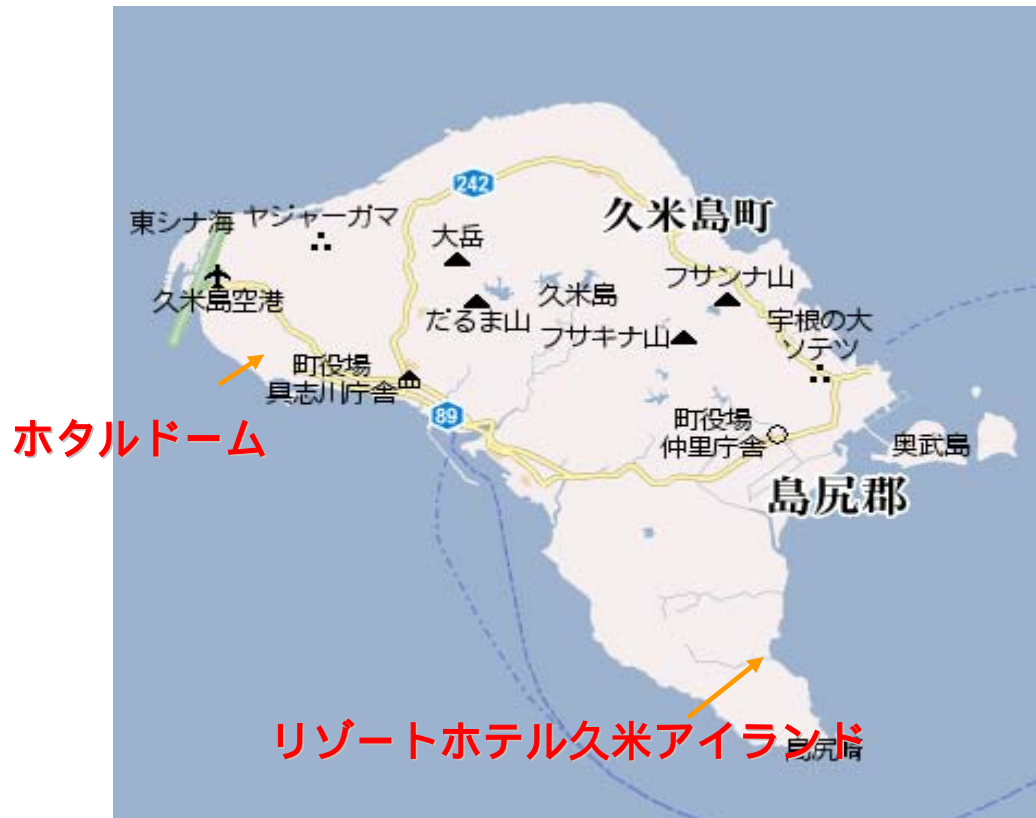 242
久米島町
東シナ海
ヤジャーガマ
大岳
フサンナ山
久米島空港
だるま山
久米島
フサキナ山
宇根の大
ソテツ
町役場
具志川庁舎
89
町役場
仲里庁舎
奥武島
ホタルドーム
島尻郡
リゾートホテル久米アイランド
島尻崎